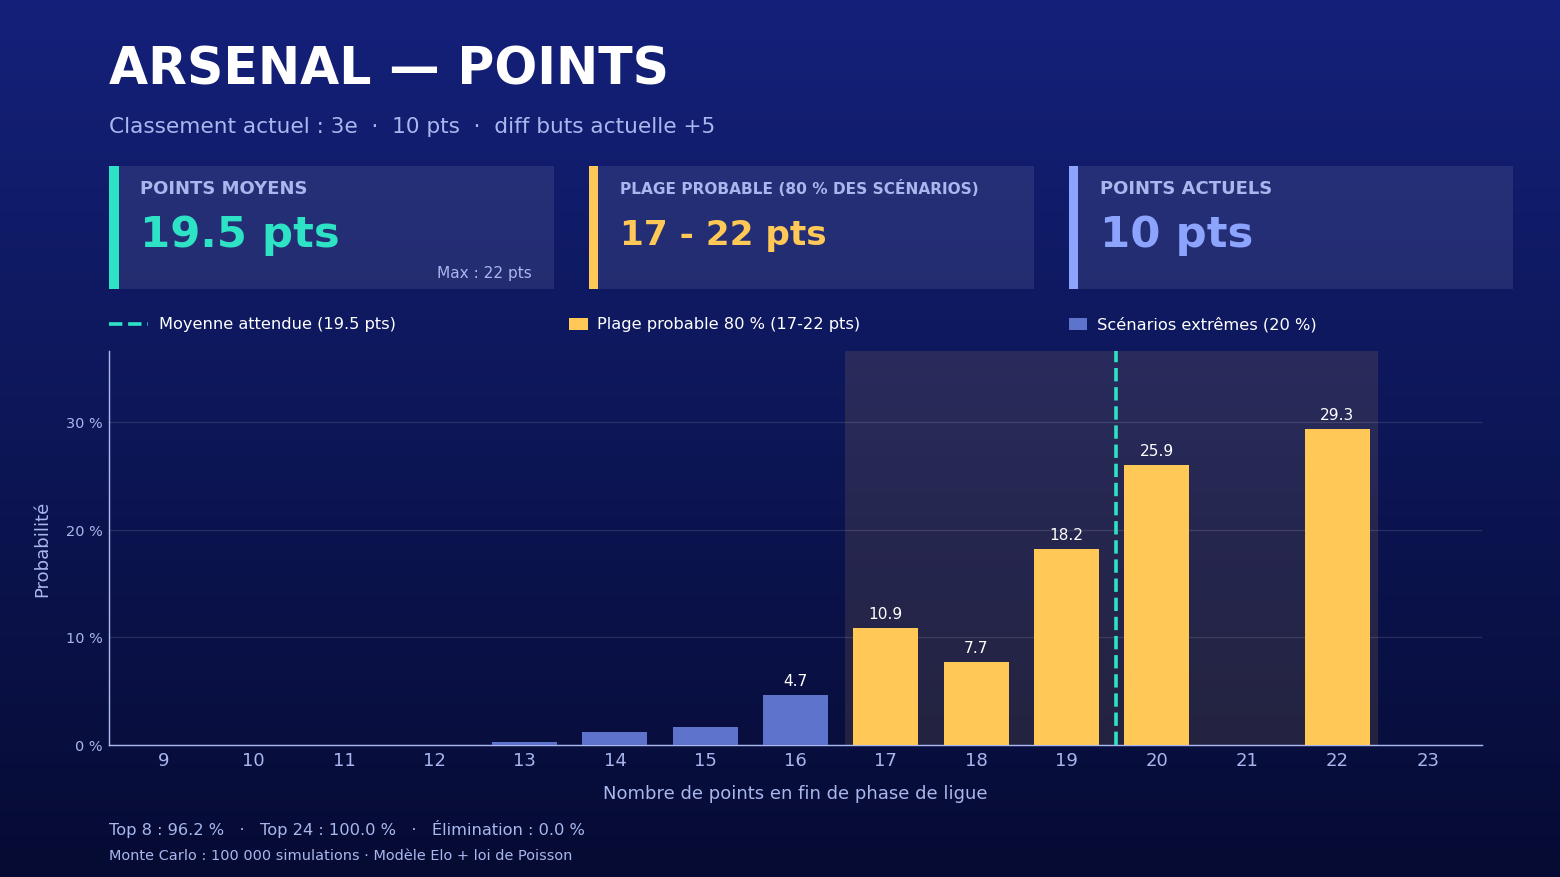 ARSENAL — POINTS
Classement actuel : 3e · 10 pts · diff buts actuelle +5
POINTS MOYENS
19.5 pts
Max : 22 pts
PLAGE PROBABLE (80 % DES SCÉNARIOS)
17 - 22 pts
POINTS ACTUELS
10 pts
Moyenne attendue (19.5 pts)
Plage probable 80 % (17-22 pts)
Scénarios extrêmes (20 %)
Probabilité
30 %
20 %
10 %
0 %
4.7
10.9
7.7
18.2
25.9
29.3
9 10 11 12 13 14 15 16 17 18 19 20 21 22 23
Nombre de points en fin de phase de ligue
Top 8 : 96.2 % · Top 24 : 100.0 % · Élimination : 0.0 %
Monte Carlo : 100 000 simulations · Modèle Elo + loi de Poisson